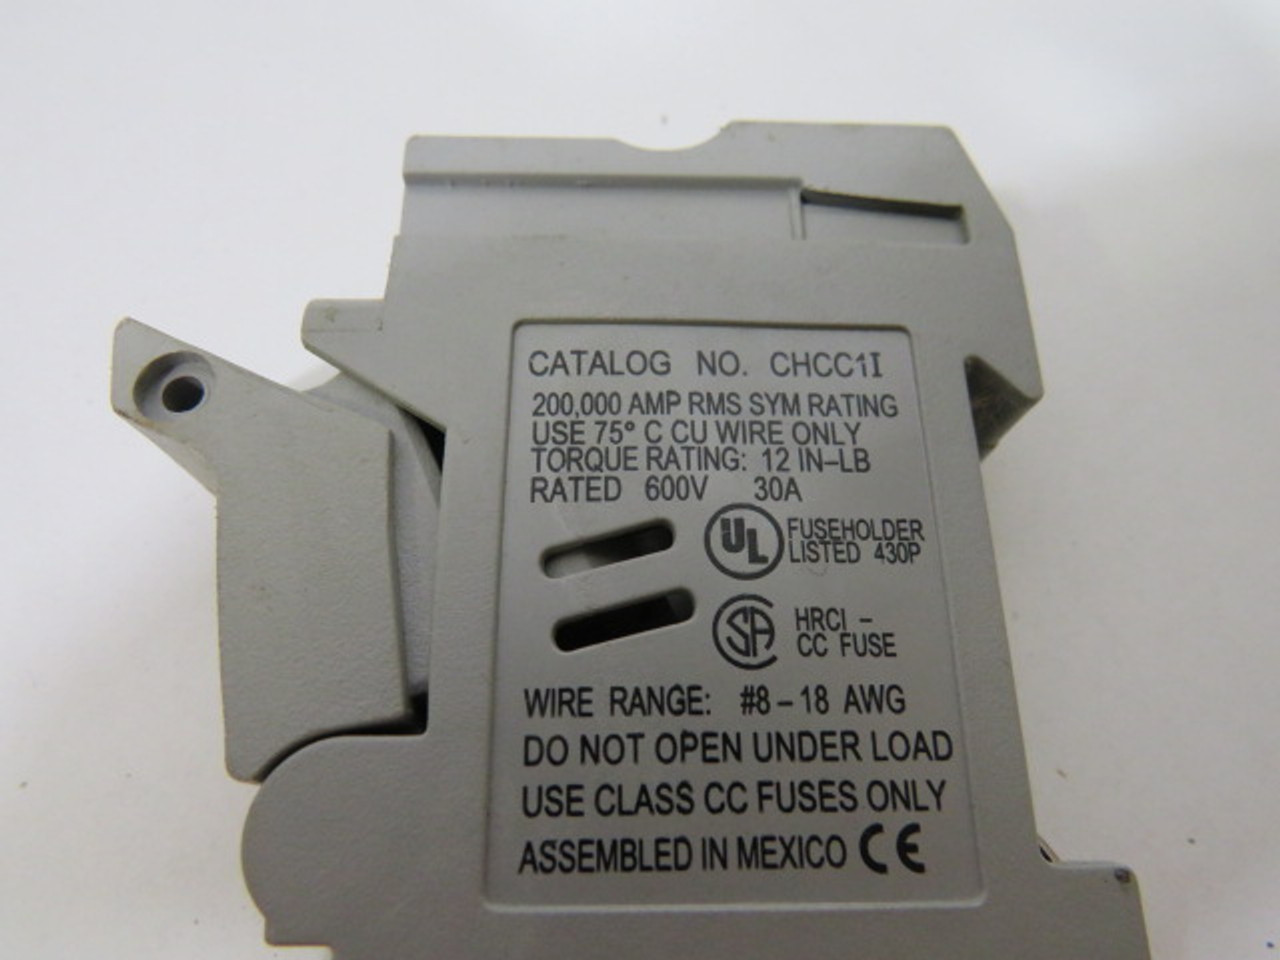 CATALOG NO. CHCC1I
200,000 AMP RMS SYM RATING
USE 75° C CU WIRE ONLY
TORQUE RATING: 12 IN–LB
RATED 600V 30A
UL FUSEHOLDER
LISTED 430P
SA HRCI –
CC FUSE
WIRE RANGE: #8 – 18 AWG
DO NOT OPEN UNDER LOAD
USE CLASS CC FUSES ONLY
ASSEMBLED IN MEXICO CE